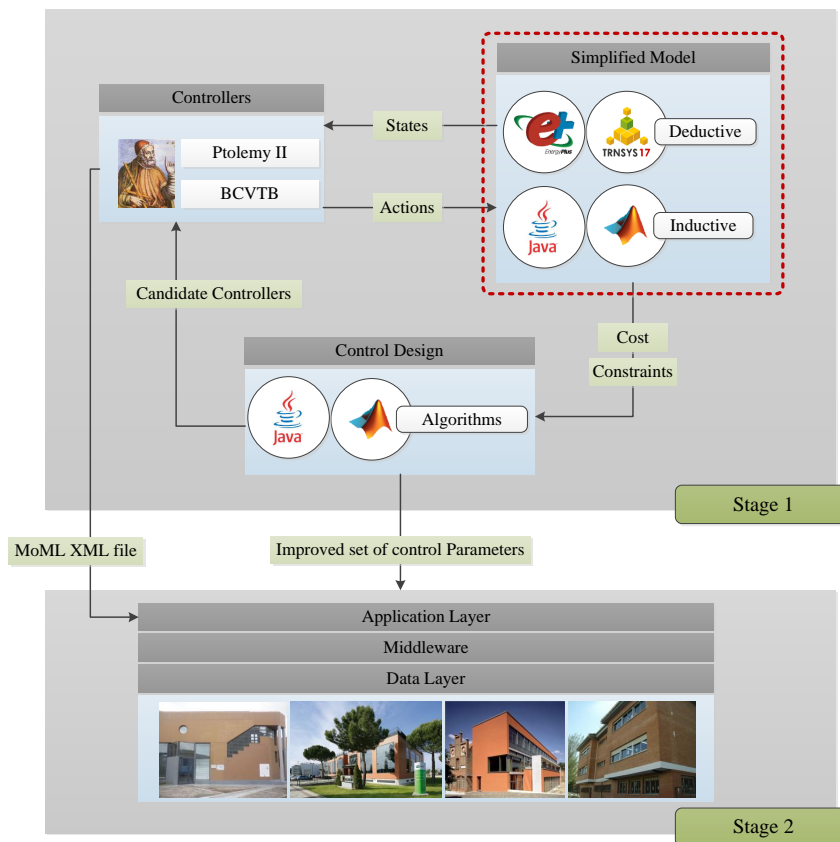 Simplified Model
Controllers
States
EnergyPlus
TRNSYS 17
Deductive
Ptolemy II
BCVTB
Actions
Java
Inductive
Candidate Controllers
Cost
Constraints
Control Design
Java
Algorithms
Stage 1
MoML XML file
Improved set of control Parameters
Application Layer
Middleware
Data Layer
Stage 2